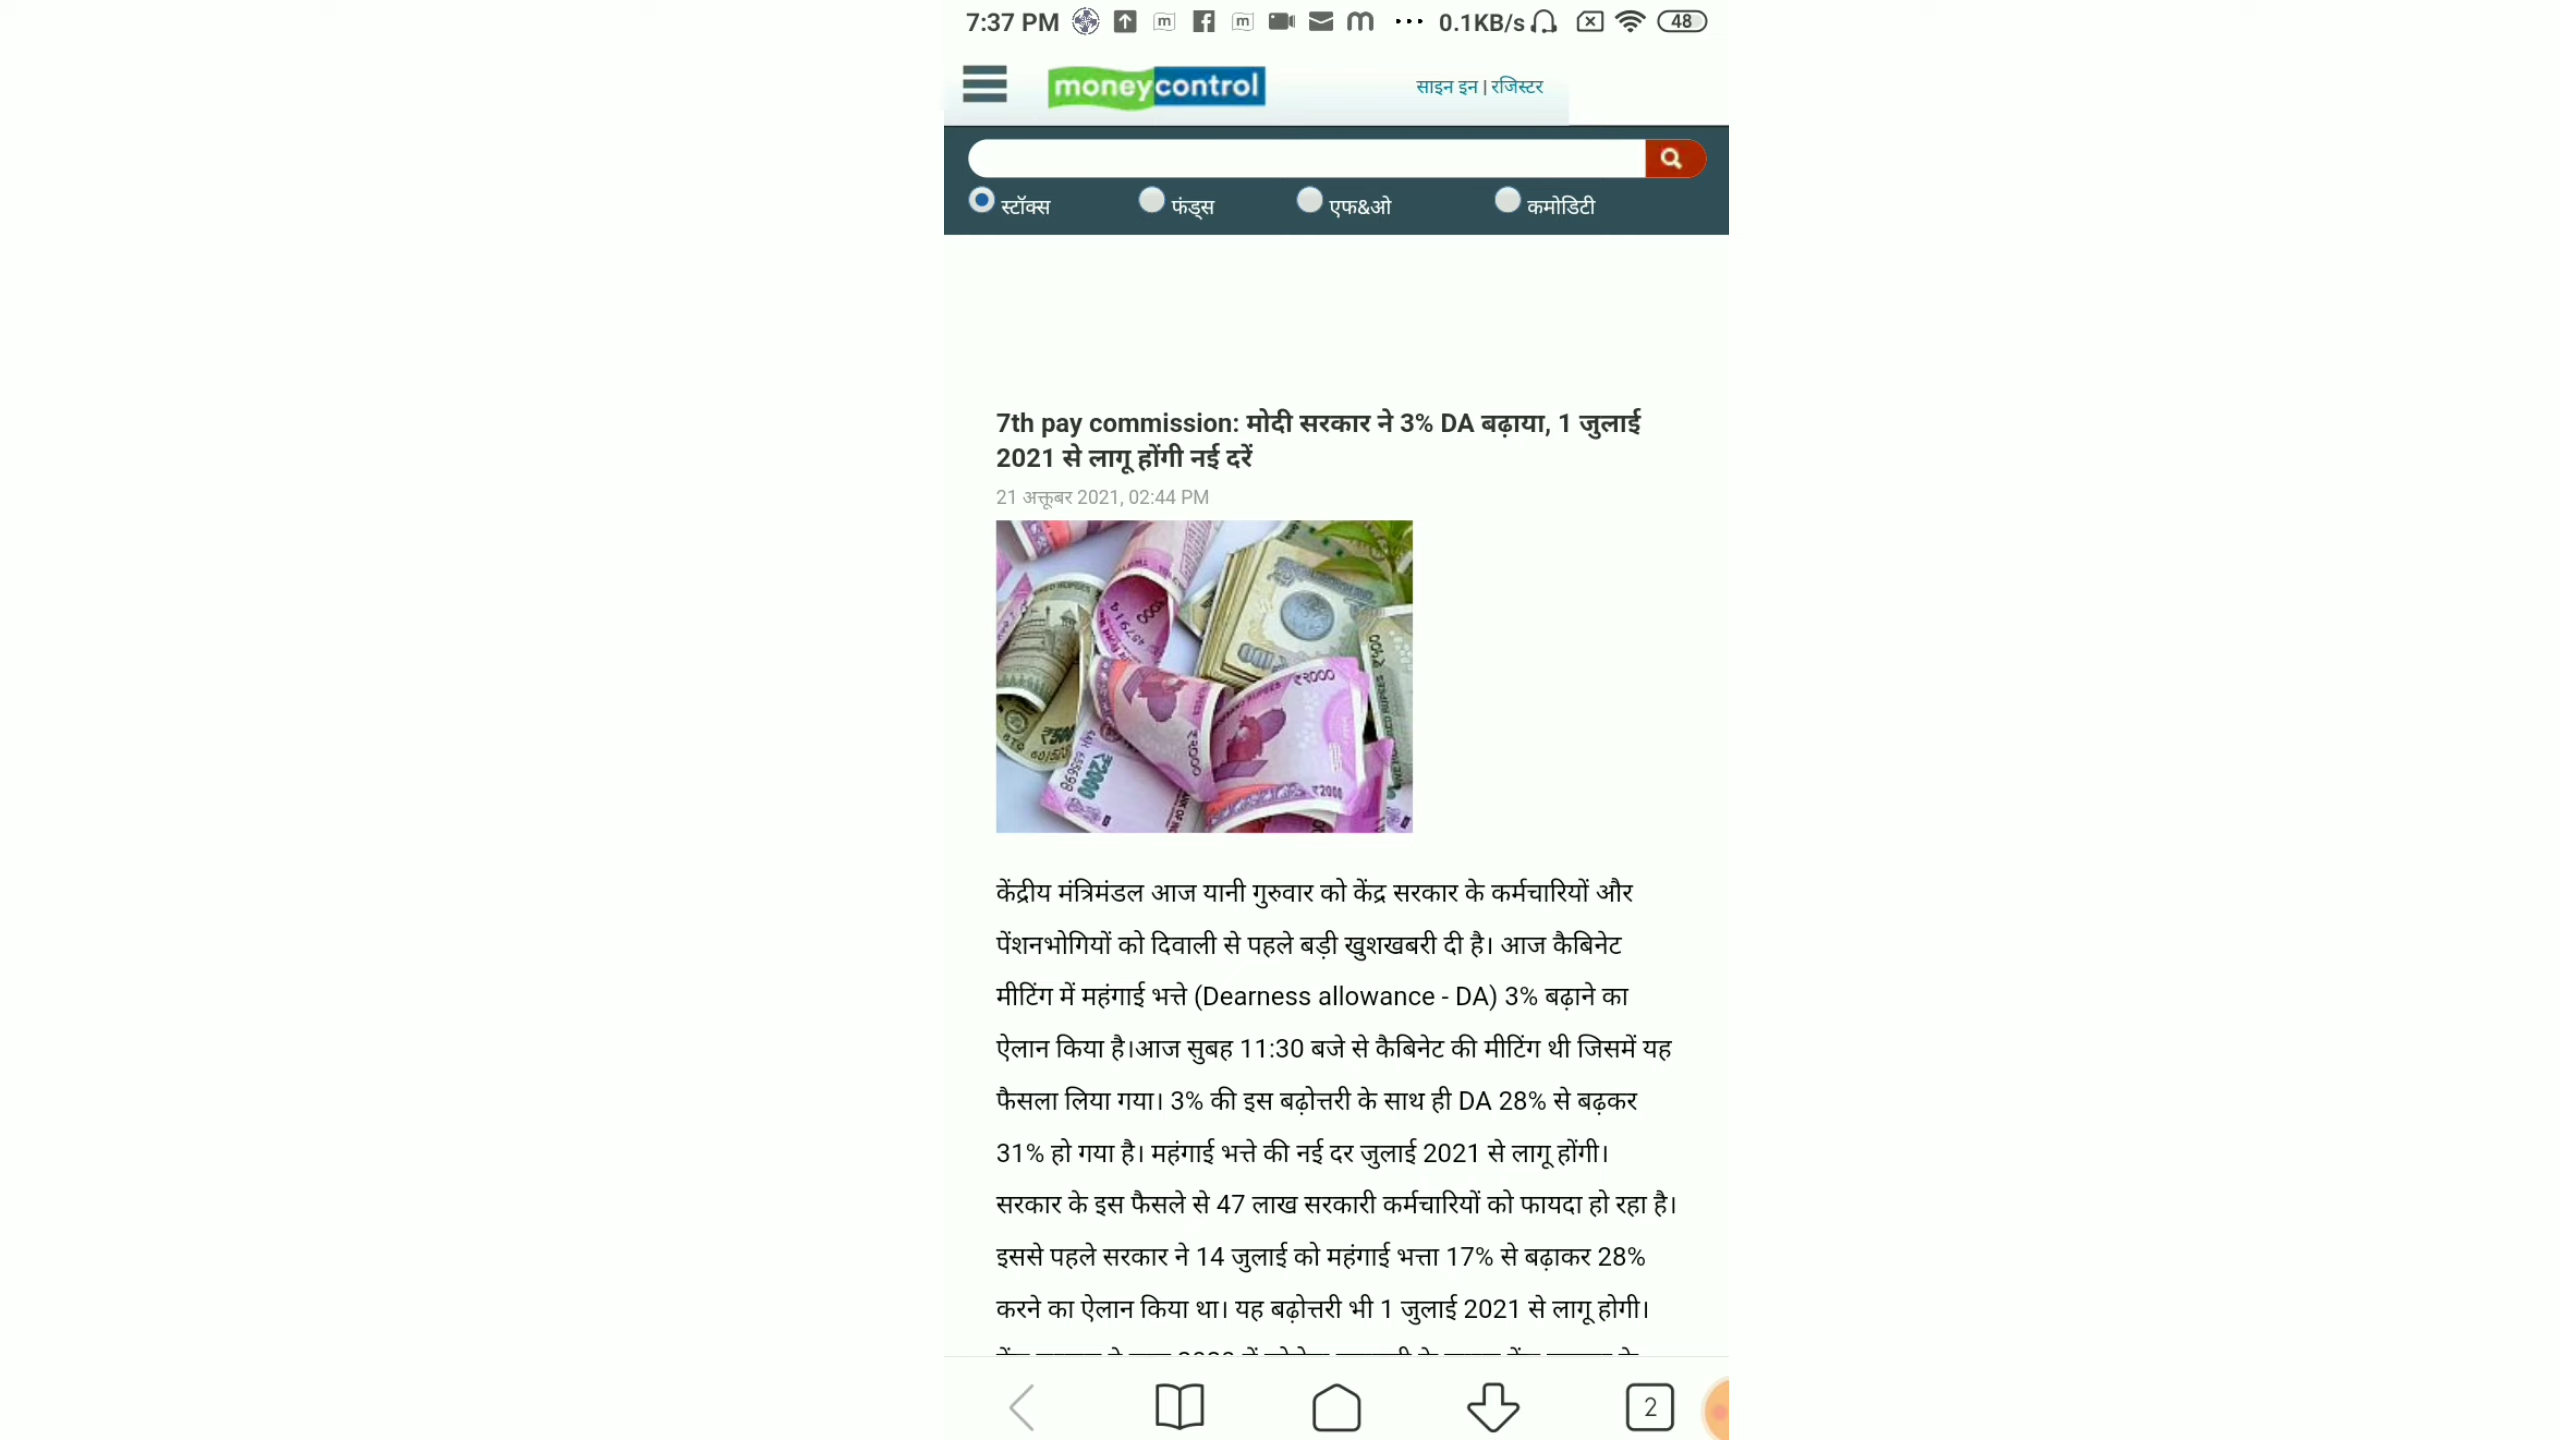 7:37 PM 0.1KB/s 48
moneycontrol
साइन इन | रजिस्टर
स्टॉक्स फंड्स एफ&ओ कमोडिटी
7th pay commission: मोदी सरकार ने 3% DA बढ़ाया, 1 जुलाई
2021 से लागू होंगी नई दरें
21 अक्तूबर 2021, 02:44 PM
केंद्रीय मंत्रिमंडल आज यानी गुरुवार को केंद्र सरकार के कर्मचारियों और
पेंशनभोगियों को दिवाली से पहले बड़ी खुशखबरी दी है। आज कैबिनेट
मीटिंग में महंगाई भत्ते (Dearness allowance - DA) 3% बढ़ाने का
ऐलान किया है।आज सुबह 11:30 बजे से कैबिनेट की मीटिंग थी जिसमें यह
फैसला लिया गया। 3% की इस बढ़ोत्तरी के साथ ही DA 28% से बढ़कर
31% हो गया है। महंगाई भत्ते की नई दर जुलाई 2021 से लागू होंगी।
सरकार के इस फैसले से 47 लाख सरकारी कर्मचारियों को फायदा हो रहा है।
इससे पहले सरकार ने 14 जुलाई को महंगाई भत्ता 17% से बढ़ाकर 28%
करने का ऐलान किया था। यह बढ़ोत्तरी भी 1 जुलाई 2021 से लागू होगी।
2